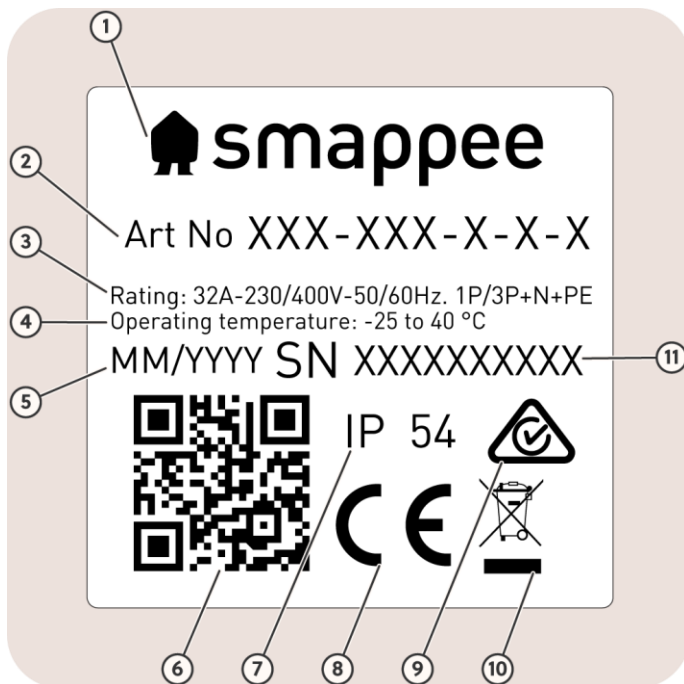 1
smappee
2
Art No XXX-XXX-X-X-X
3
Rating: 32A-230/400V-50/60Hz. 1P/3P+N+PE
4
Operating temperature: -25 to 40 °C
MM/YYYY SN XXXXXXXXXX
11
5
IP 54
CE
6 7 8 9 10